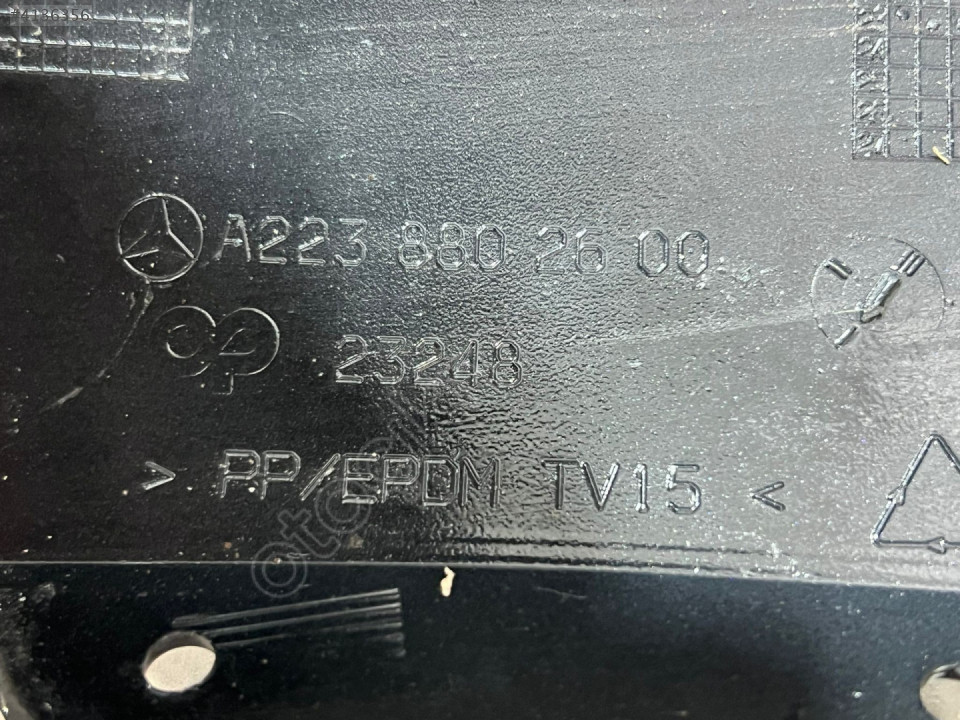 A223 880 26 00
23248
> PP/EPDM TV15 <